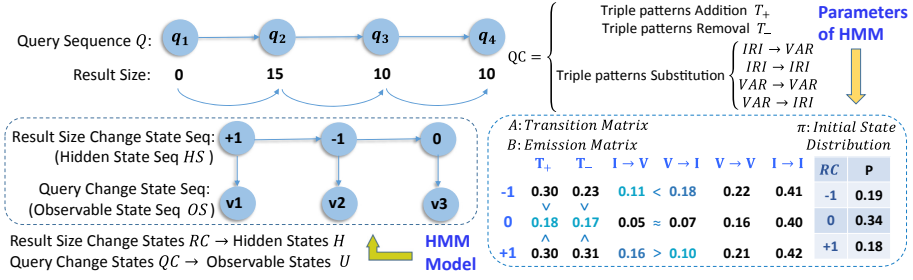 Query Sequence Q: q1 q2 q3 q4
Result Size: 0 15 10 10
QC =
Triple patterns Addition T+
Triple patterns Removal T−
Triple patterns Substitution
IRI → VAR
IRI → IRI
VAR → VAR
VAR → IRI
Parameters
of HMM
Result Size Change State Seq:
(Hidden State Seq HS)
+1 -1 0
Query Change State Seq:
(Observable State Seq OS)
v1 v2 v3
Result Size Change States RC → Hidden States H
Query Change States QC → Observable States U
HMM
Model
A: Transition Matrix
B: Emission Matrix
π: Initial State
Distribution
T+ T− I → V V → I V → V I → I
-1 0.30 0.23 0.11 < 0.18 0.22 0.41
∨ ∨
0 0.18 0.17 0.05 ≈ 0.07 0.16 0.40
∧ ∧
+1 0.30 0.31 0.16 > 0.10 0.21 0.42
RC P
-1 0.19
0 0.34
+1 0.18